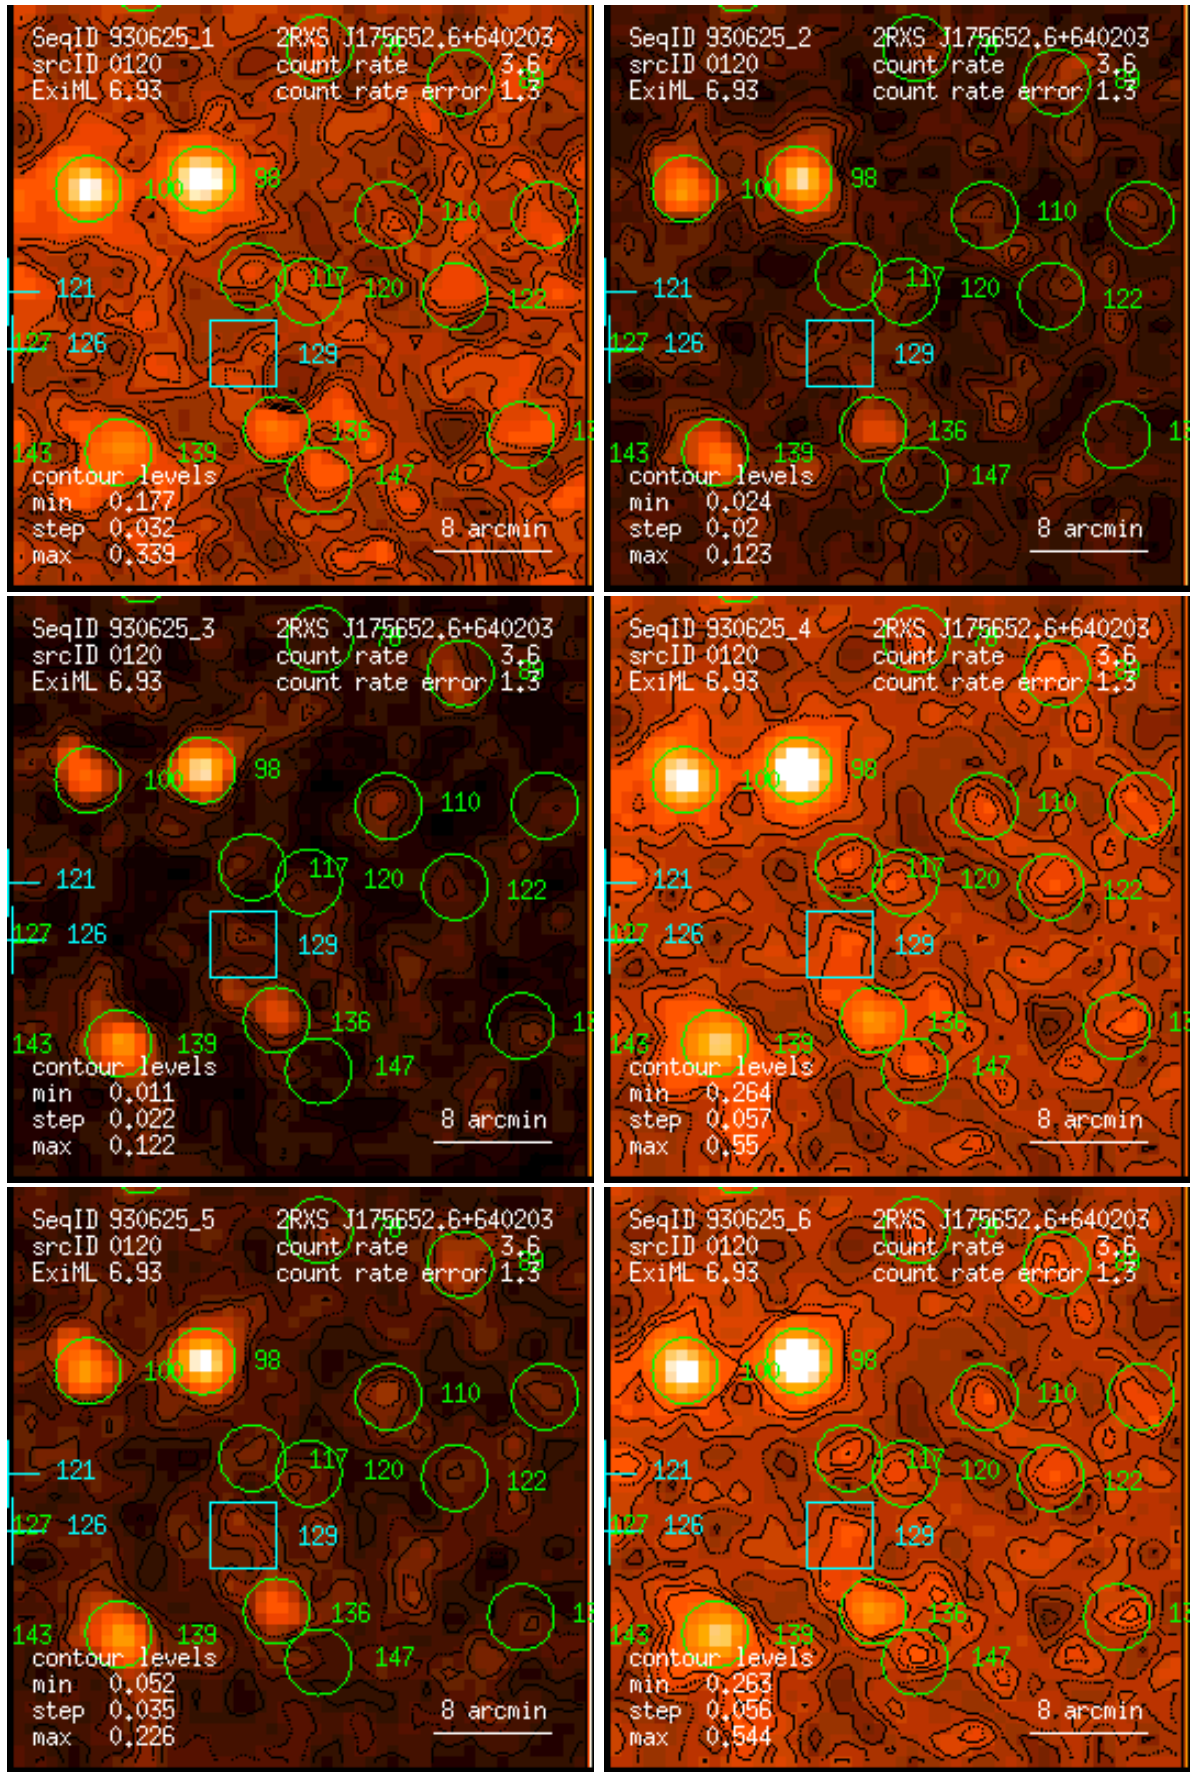 SeqID 930625_1 2RXS J175652.6+640203
srcID 0120 count rate 3.6
ExiML 6.93 count rate error 1.3
78
89
100 98
110
117 120
121 122
127 126 129
136
143 139
147
contour levels
min 0.177
step 0.032
max 0.339
8 arcmin
SeqID 930625_2 2RXS J175652.6+640203
srcID 0120 count rate 3.6
ExiML 6.93 count rate error 1.3
78
89
100 98
110
117 120
121 122
127 126 129
136
143 139
147
contour levels
min 0.024
step 0.02
max 0.123
8 arcmin
SeqID 930625_3 2RXS J175652.6+640203
srcID 0120 count rate 3.6
ExiML 6.93 count rate error 1.3
78
89
100 98
110
117 120
121 122
127 126 129
136
143 139
147
contour levels
min 0.011
step 0.022
max 0.122
8 arcmin
SeqID 930625_4 2RXS J175652.6+640203
srcID 0120 count rate 3.6
ExiML 6.93 count rate error 1.3
78
89
100 98
110
117 120
121 122
127 126 129
136
143 139
147
contour levels
min 0.264
step 0.057
max 0.55
8 arcmin
SeqID 930625_5 2RXS J175652.6+640203
srcID 0120 count rate 3.6
ExiML 6.93 count rate error 1.3
78
89
100 98
110
117 120
121 122
127 126 129
136
143 139
147
contour levels
min 0.052
step 0.035
max 0.226
8 arcmin
SeqID 930625_6 2RXS J175652.6+640203
srcID 0120 count rate 3.6
ExiML 6.93 count rate error 1.3
78
89
100 98
110
117 120
121 122
127 126 129
136
143 139
147
contour levels
min 0.263
step 0.056
max 0.544
8 arcmin